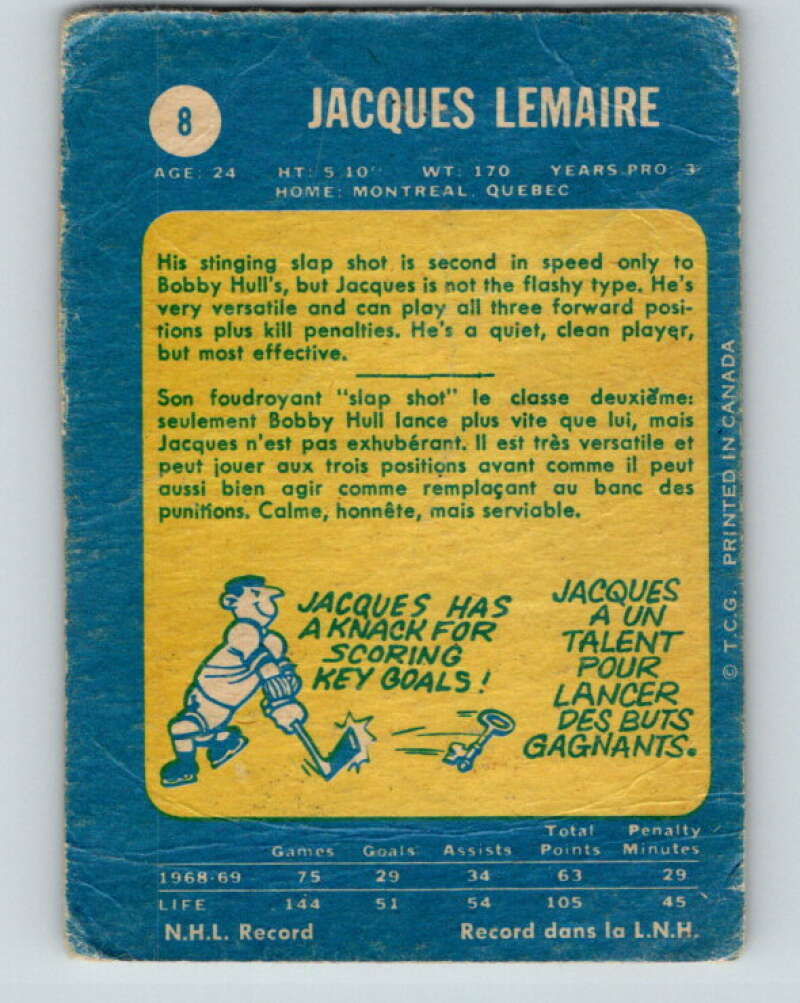 8
JACQUES LEMAIRE
AGE: 24 HT: 5 10" WT: 170 YEARS PRO: 3
HOME: MONTREAL, QUEBEC
His stinging slap shot is second in speed only to
Bobby Hull's, but Jacques is not the flashy type. He's
very versatile and can play all three forward posi-
tions plus kill penalties. He's a quiet, clean player,
but most effective.
Son foudroyant "slap shot" le classe deuxième:
seulement Bobby Hull lance plus vite que lui, mais
Jacques n'est pas exhubérant. Il est très versatile et
peut jouer aux trois positions avant comme il peut
aussi bien agir comme remplaçant au banc des
punitions. Calme, honnête, mais serviable.
JACQUES HAS
A KNACK FOR
SCORING
KEY GOALS!
JACQUES
A UN
TALENT
POUR
LANCER
DES BUTS
GAGNANTS.
© T.C.G. PRINTED IN CANADA
Games Goals Assists Total Points Penalty Minutes
1968-69 75 29 34 63 29
LIFE 144 51 54 105 45
N.H.L. Record Record dans la L.N.H.